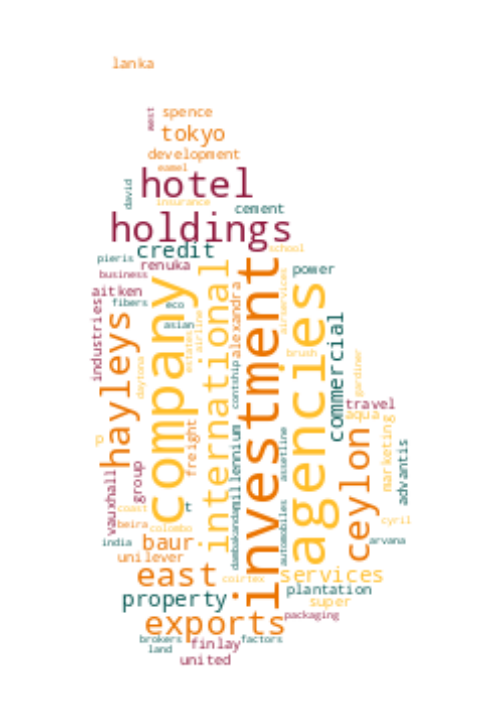 lanka
west
spence
tokyo
development
eamel
david
hotel
insurance
cement
holdings
credit
school
pieris
renuka
business
power
aitken
fibers
eco
industries
hayleys
asian
company
estates
airline
international
alexandra
investment
airservices
agencies
commercial
brush
gardiner
daytona
contship
travel
aqua
p
freight
millennium
assetline
ceylon
marketing
advantis
vauxhall
group
t
coast
beira
colombo
dambakanda
automobiles
cyril
india
baur
arvana
unilever
east
coirtex
services
property
plantation
super
exports
packaging
brokers
finlay
factors
land
united